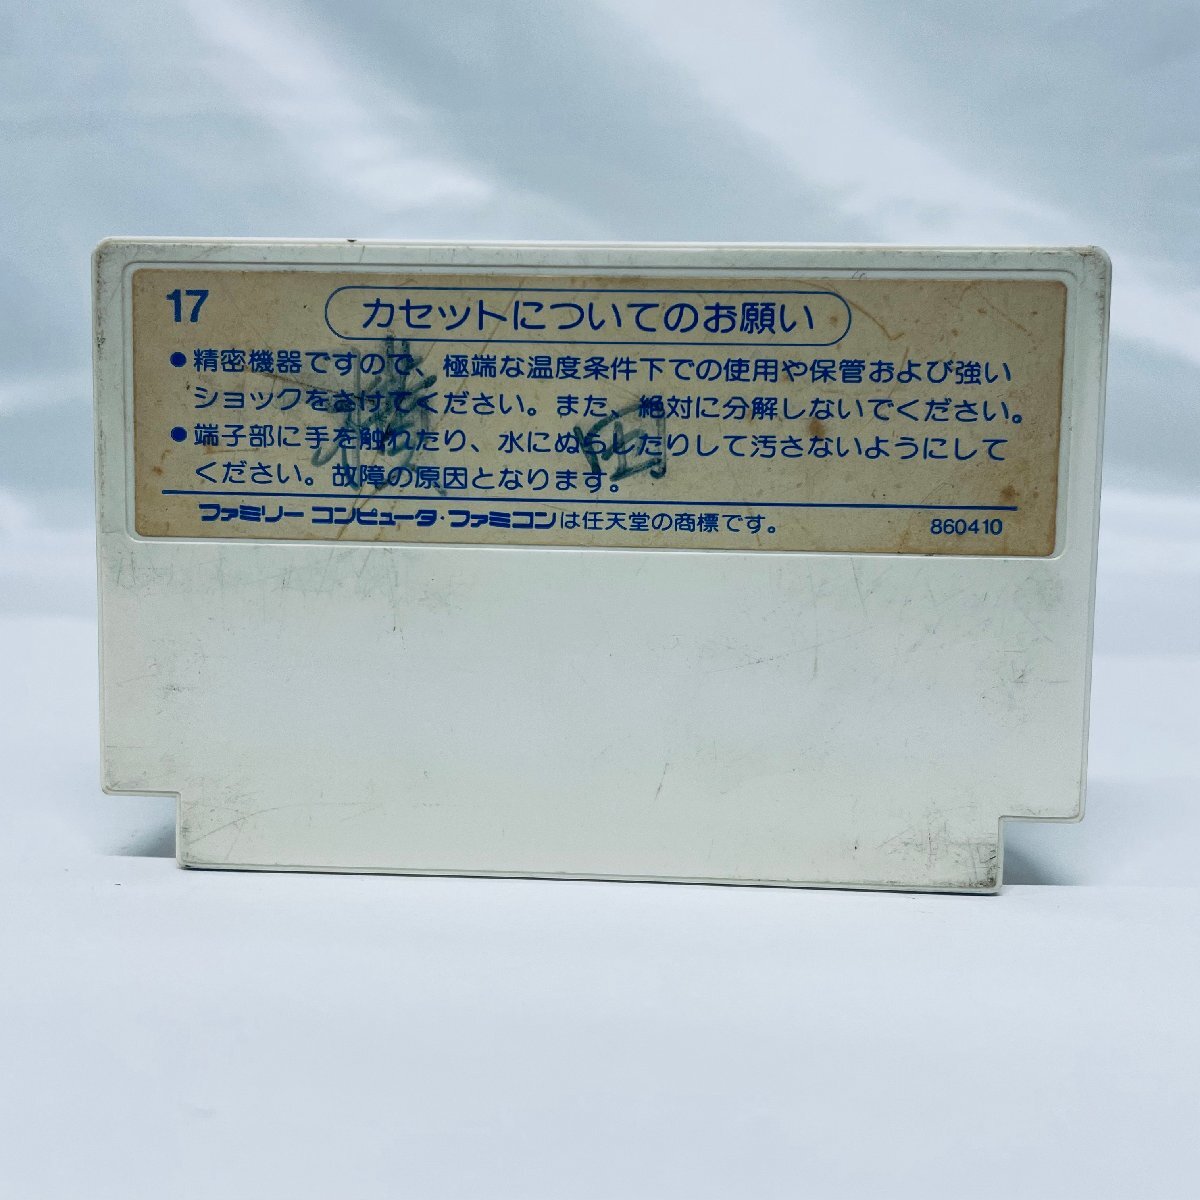 17
カセットについてのお願い
●精密機器ですので、極端な温度条件下での使用や保管および強い
ショックをさけてください。また、絶対に分解しないでください。
●端子部に手を触れたり、水にぬらしたりして汚さないようにして
ください。故障の原因となります。
ファミリーコンピュータ・ファミコンは任天堂の商標です。
860410
田